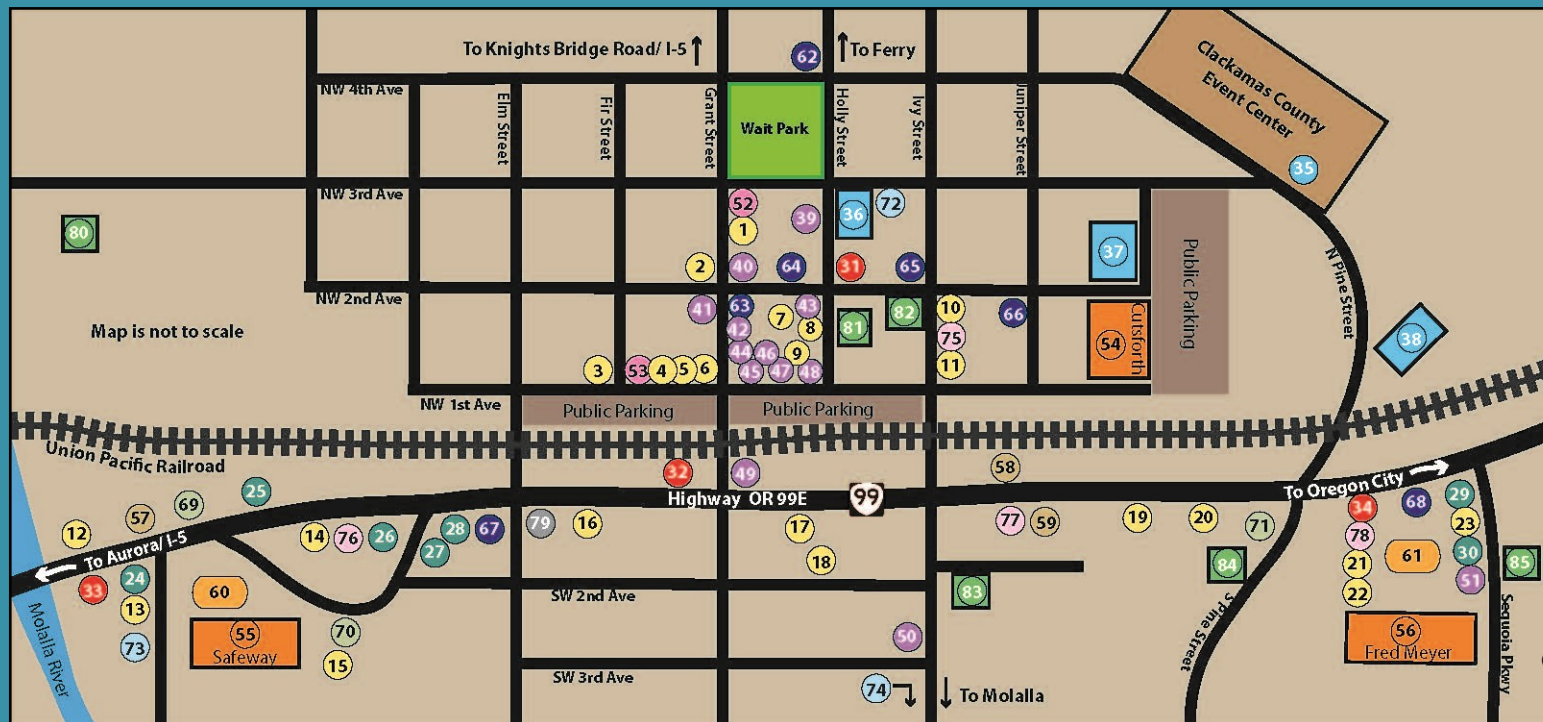 To Knights Bridge Road/ I-5
62
To Ferry
Clackamas County
Event Center
35
NW 4th Ave
Elm Street
Fir Street
Grant Street
Wait Park
Holly Street
Ivy Street
Juniper Street
NW 3rd Ave
80
52
1
39
36
72
37
Public Parking
N Pine Street
2
40
64
31
65
NW 2nd Ave
Map is not to scale
41
63
43
42
7
8
44
46
9
45
47
48
81
82
10
75
11
66
54
Cutsforth
38
3
53
4
5
6
NW 1st Ave
Public Parking
Public Parking
Union Pacific Railroad
32
49
58
Highway OR 99E
99
To Oregon City
12
57
69
25
To Aurora/ I-5
14
76
26
28
67
27
79
16
17
18
77
59
19
20
71
34
68
29
78
23
21
61
30
22
51
85
33
24
13
73
60
55
Safeway
70
15
SW 2nd Ave
83
84
S Pine Street
56
Fred Meyer
Sequoia Pkwy
Molalla River
50
SW 3rd Ave
74
To Molalla